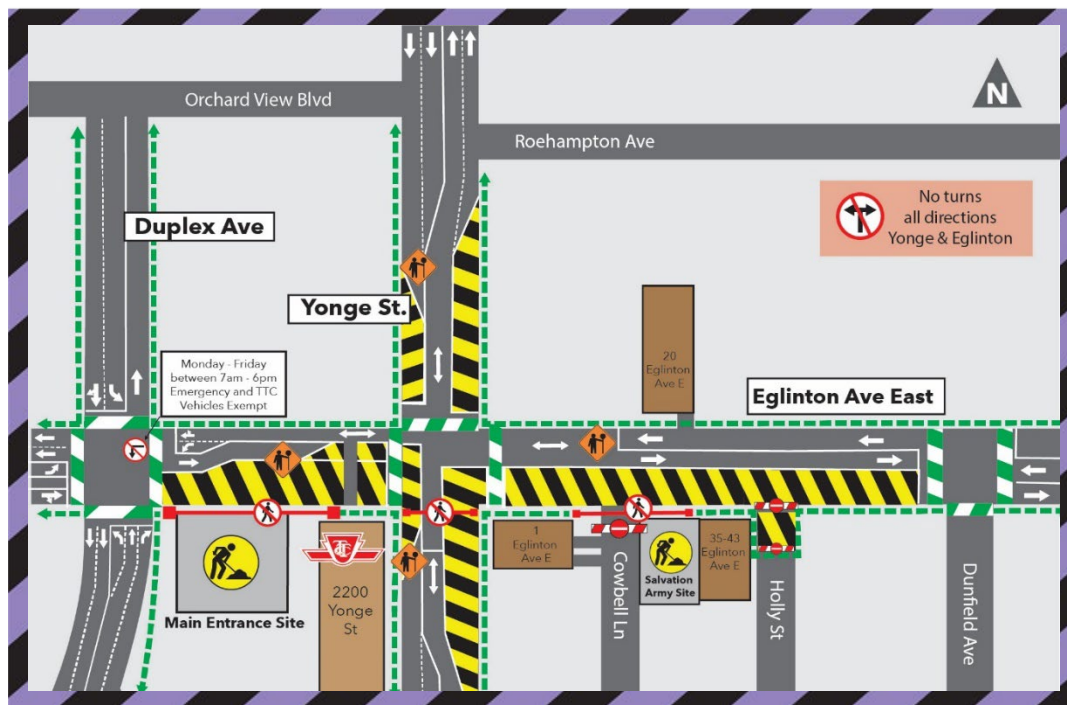 Orchard View Blvd
N
Roehampton Ave
No turns
all directions
Yonge & Eglinton
Duplex Ave
Yonge St.
Monday - Friday
between 7am - 6pm
Emergency and TTC
Vehicles Exempt
20
Eglinton
Ave E
Eglinton Ave East
Main Entrance Site
TTC
2200
Yonge
St
1
Eglinton
Ave E
Cowbell Ln
Salvation
Army Site
35-43
Eglinton
Ave E
Holly St
Dunfield Ave